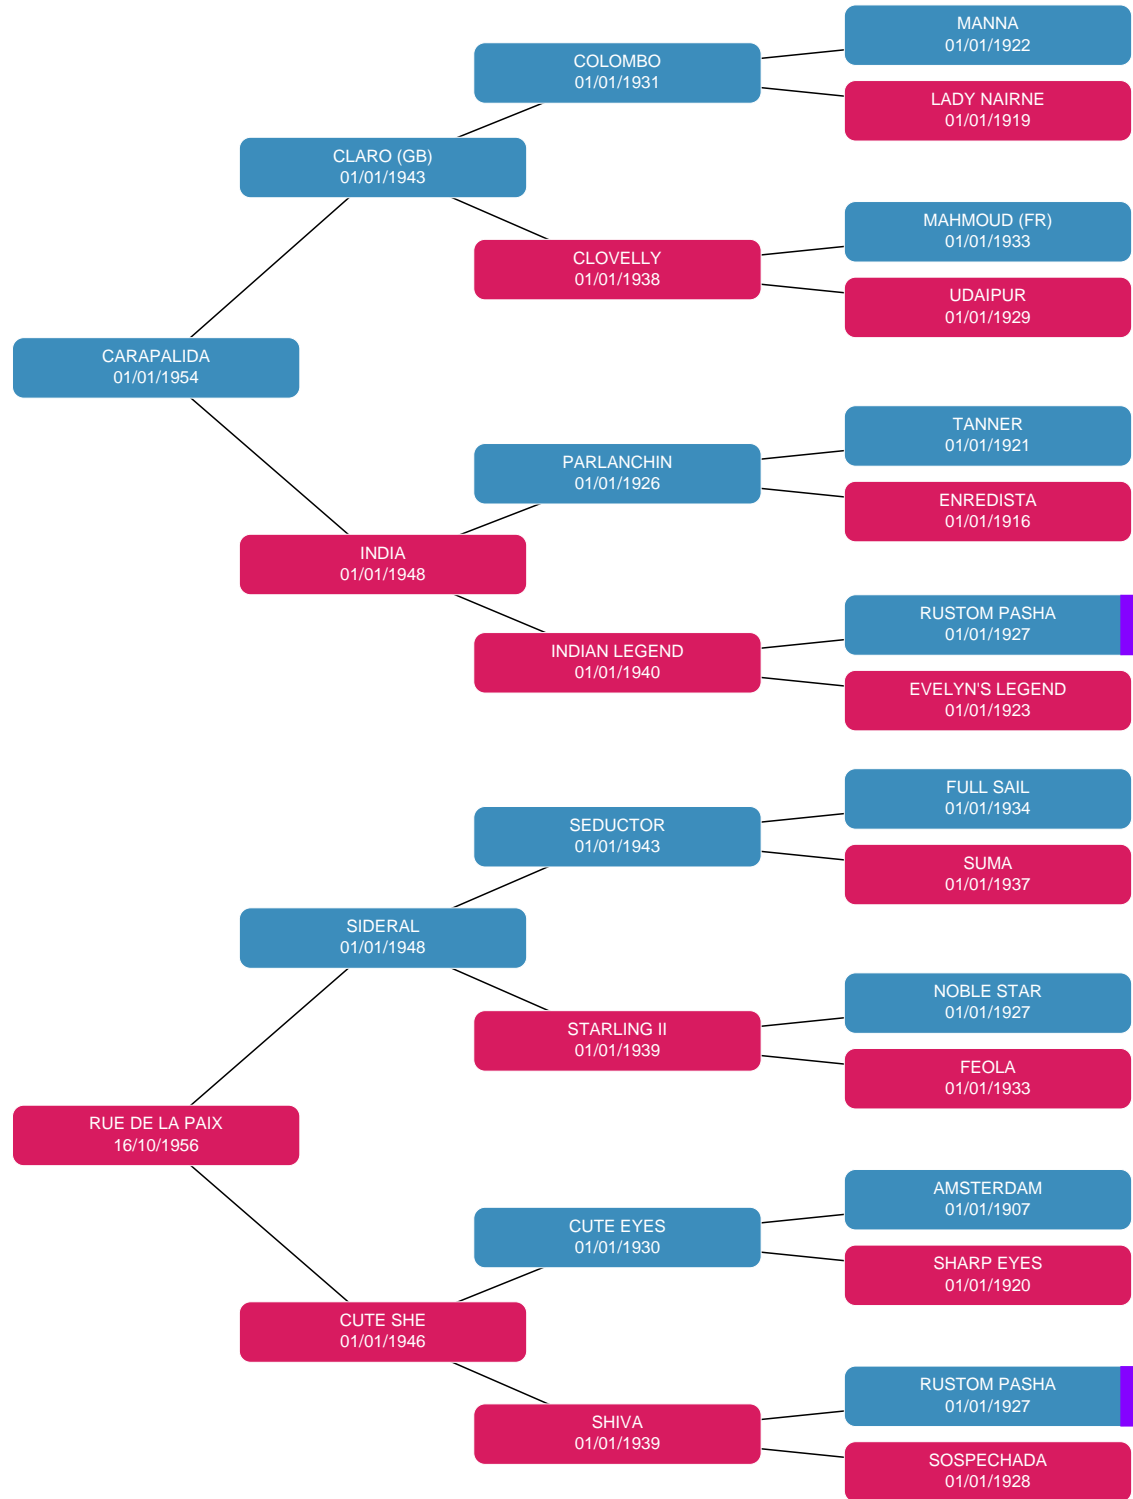 MANNA
01/01/1922
COLOMBO
01/01/1931
LADY NAIRNE
01/01/1919
CLARO (GB)
01/01/1943
MAHMOUD (FR)
01/01/1933
CLOVELLY
01/01/1938
UDAIPUR
01/01/1929
CARAPALIDA
01/01/1954
TANNER
01/01/1921
PARLANCHIN
01/01/1926
ENREDISTA
01/01/1916
INDIA
01/01/1948
RUSTOM PASHA
01/01/1927
INDIAN LEGEND
01/01/1940
EVELYN'S LEGEND
01/01/1923
FULL SAIL
01/01/1934
SEDUCTOR
01/01/1943
SUMA
01/01/1937
SIDERAL
01/01/1948
NOBLE STAR
01/01/1927
STARLING II
01/01/1939
FEOLA
01/01/1933
RUE DE LA PAIX
16/10/1956
AMSTERDAM
01/01/1907
CUTE EYES
01/01/1930
SHARP EYES
01/01/1920
CUTE SHE
01/01/1946
RUSTOM PASHA
01/01/1927
SHIVA
01/01/1939
SOSPECHADA
01/01/1928